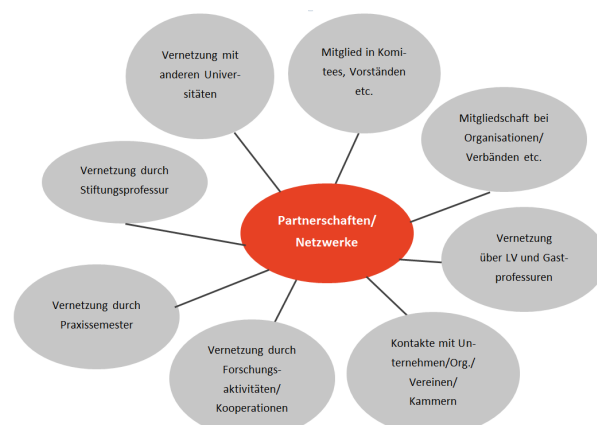 Vernetzung mit
anderen Univer-
sitäten
Mitglied in Komi-
tees, Vorständen
etc.
Mitgliedschaft bei
Organisationen/
Verbänden etc.
Vernetzung durch
Stiftungsprofessur
Partnerschaften/
Netzwerke
Vernetzung
über LV und Gast-
professuren
Vernetzung durch
Praxissemester
Vernetzung durch
Forschungs-
aktivitäten/
Kooperationen
Kontakte mit Un-
ternehmen/Org./
Vereinen/
Kammern